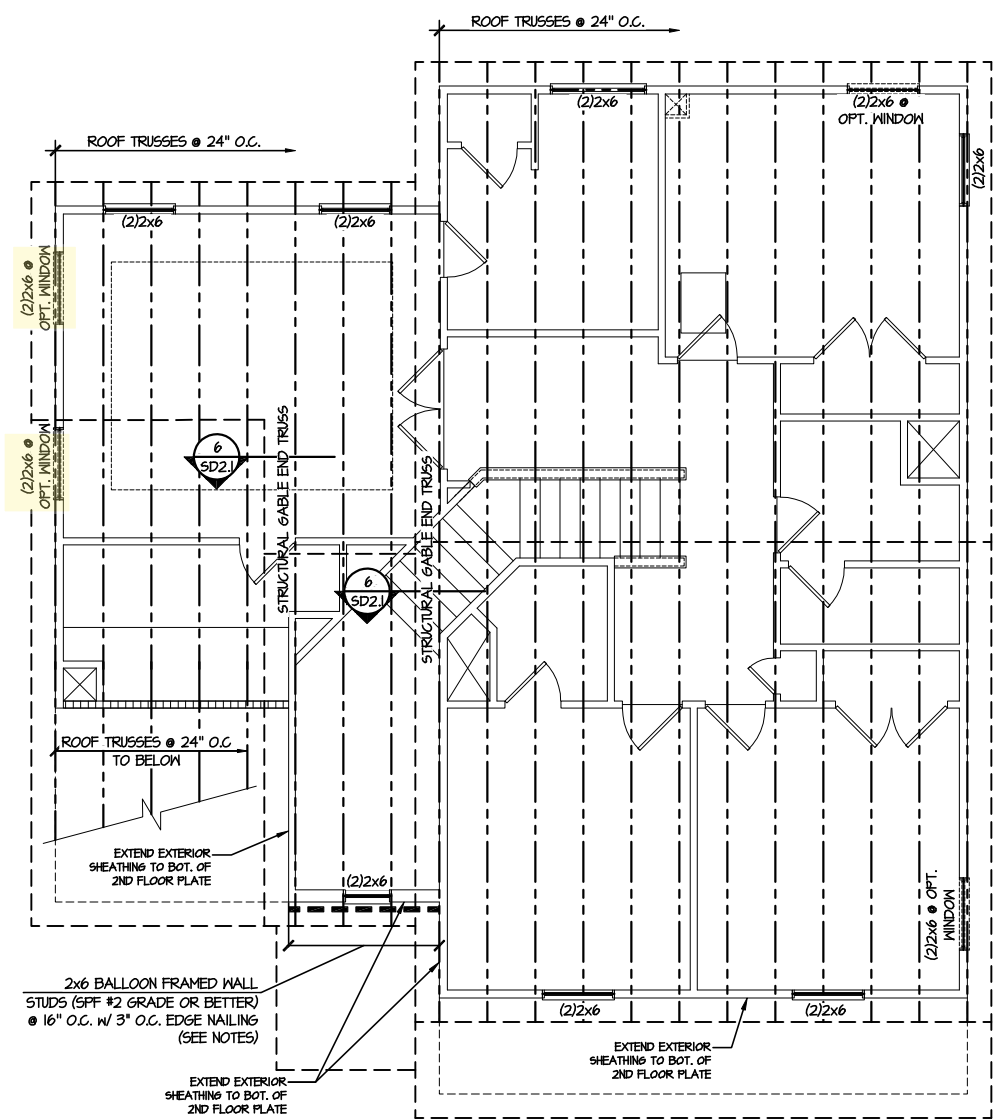 ROOF TRUSSES @ 24" O.C.
(2)2x6
(2)2x6 @
OPT. WINDOW
(2)2x6
ROOF TRUSSES @ 24" O.C.
(2)2x6
(2)2x6
(2)2x6 @
OPT. WINDOW
(2)2x6 @
OPT. WINDOW
6
SD2.1
STRUCTURAL GABLE END TRUSS
STRUCTURAL GABLE END TRUSS
6
SD2.1
ROOF TRUSSES @ 24" O.C
TO BELOW
EXTEND EXTERIOR
SHEATHING TO BOT. OF
2ND FLOOR PLATE
(2)2x6
(2)2x6 @ OPT.
WINDOW
2x6 BALLOON FRAMED WALL
STUDS (SPF #2 GRADE OR BETTER)
@ 16" O.C. W/ 3" O.C. EDGE NAILING
(SEE NOTES)
(2)2x6
(2)2x6
EXTEND EXTERIOR
SHEATHING TO BOT. OF
2ND FLOOR PLATE
EXTEND EXTERIOR
SHEATHING TO BOT. OF
2ND FLOOR PLATE